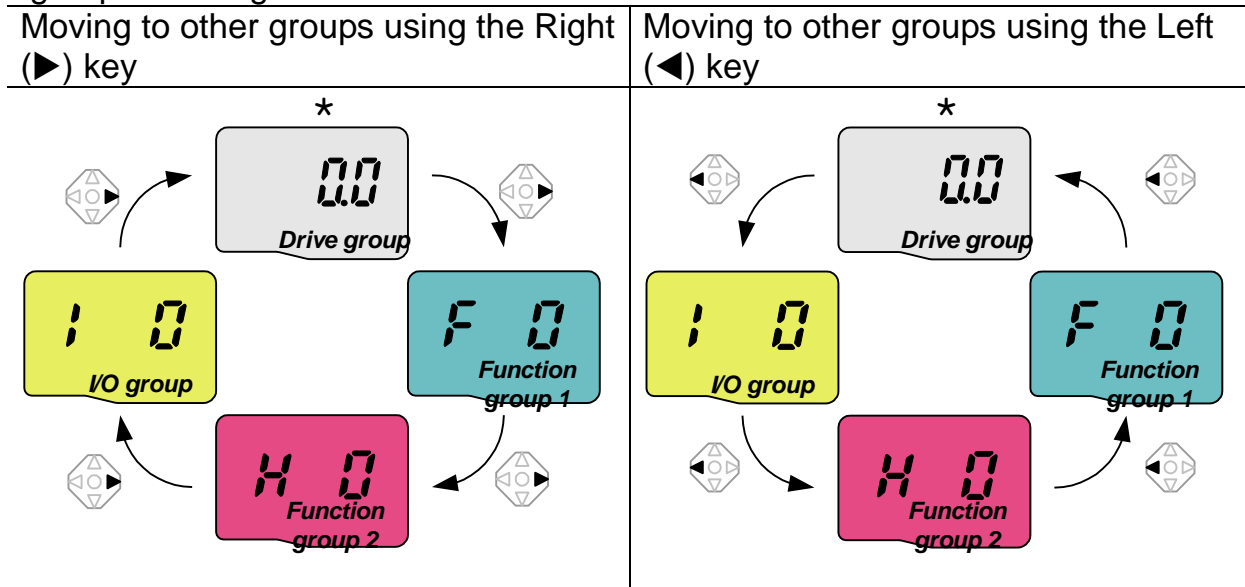 Moving to other groups using the Right
(▶) key
Moving to other groups using the Left
(◀) key
*
0.0
Drive group
I 0
I/O group
F 0
Function
group 1
H 0
Function
group 2
*
0.0
Drive group
I 0
I/O group
F 0
Function
group 1
H 0
Function
group 2